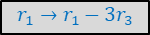 r₁ → r₁ − 3r₃